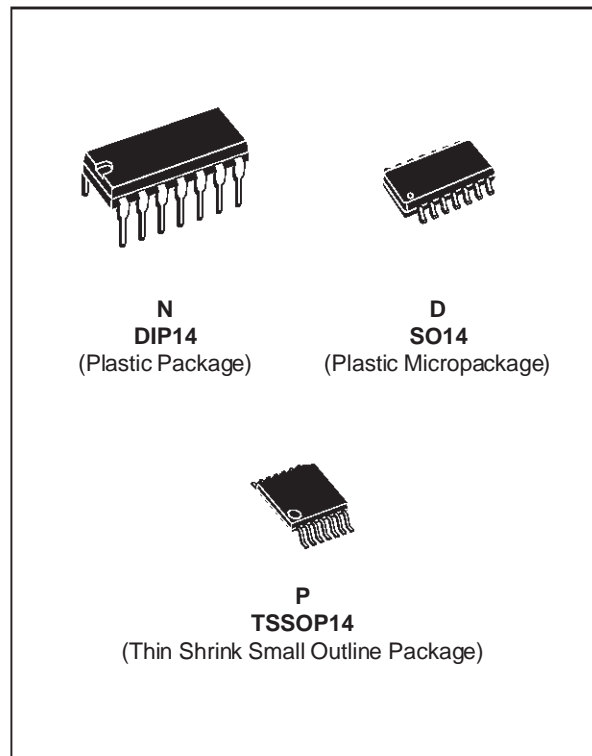 N
DIP14
(Plastic Package)
D
SO14
(Plastic Micropackage)
P
TSSOP14
(Thin Shrink Small Outline Package)